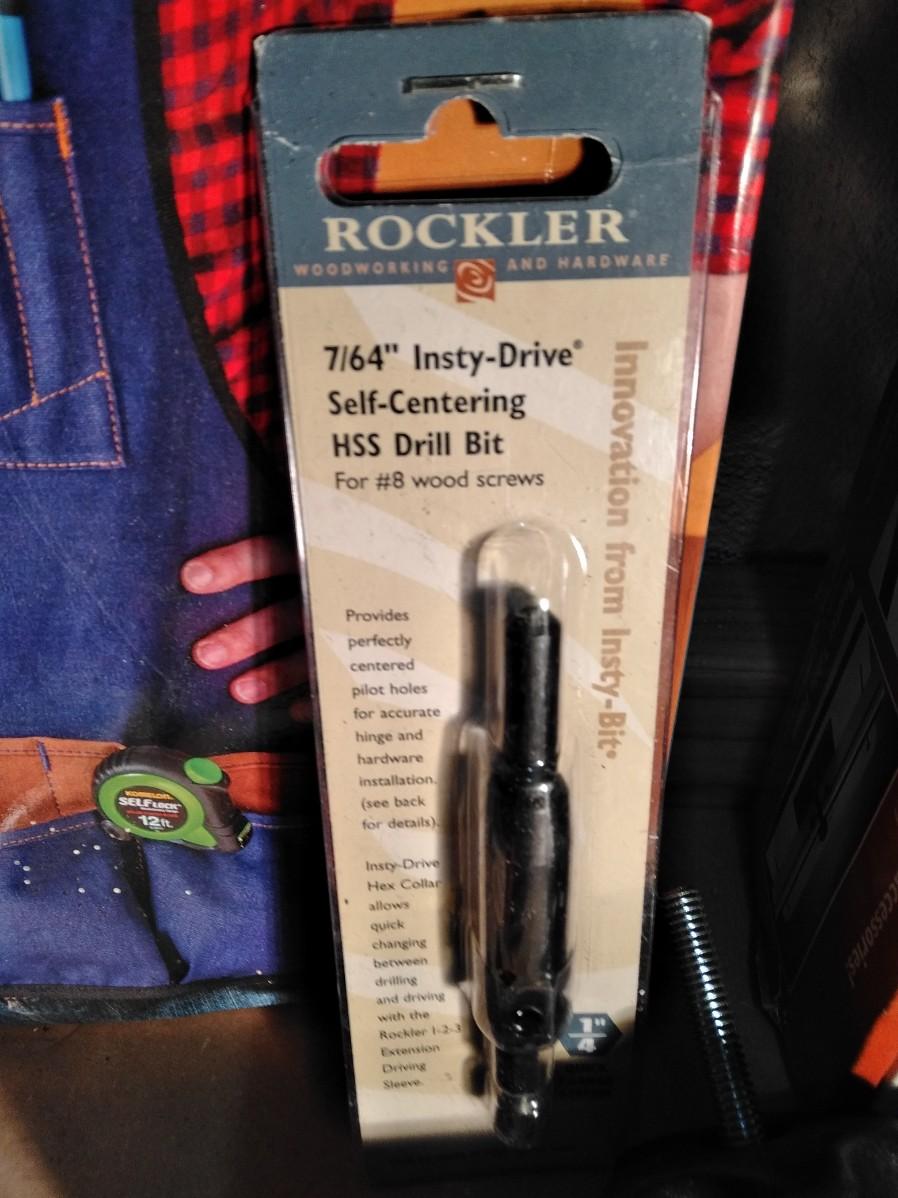 ROCKLER
WOODWORKING AND HARDWARE
7/64" Insty-Drive®
Self-Centering
HSS Drill Bit
For #8 wood screws
Innovation from Insty-Bit®
Provides
perfectly
centered
pilot holes
for accurate
hinge and
hardware
installation.
(see back
for details).
Insty-Drive
Hex Collar
allows
quick
changing
between
drilling
and driving
with the
Rockler 1-2-3
Extension
Driving
Sleeve.
1"
4
KOMELON
SELFLOCK
12ft.
accessories!